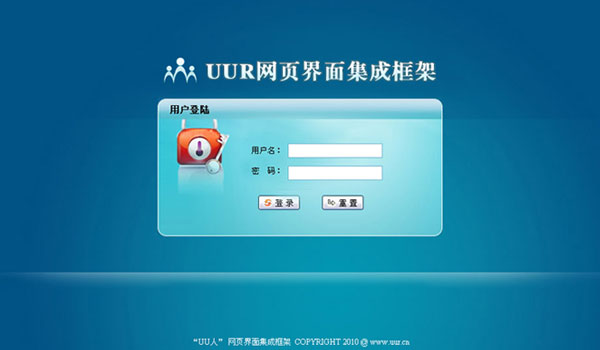 UUR网页界面集成框架
用户登陆
用户名：
密 码：
登录 重置
“UU人” 网页界面集成框架 COPYRIGHT 2010 @ www.uur.cn